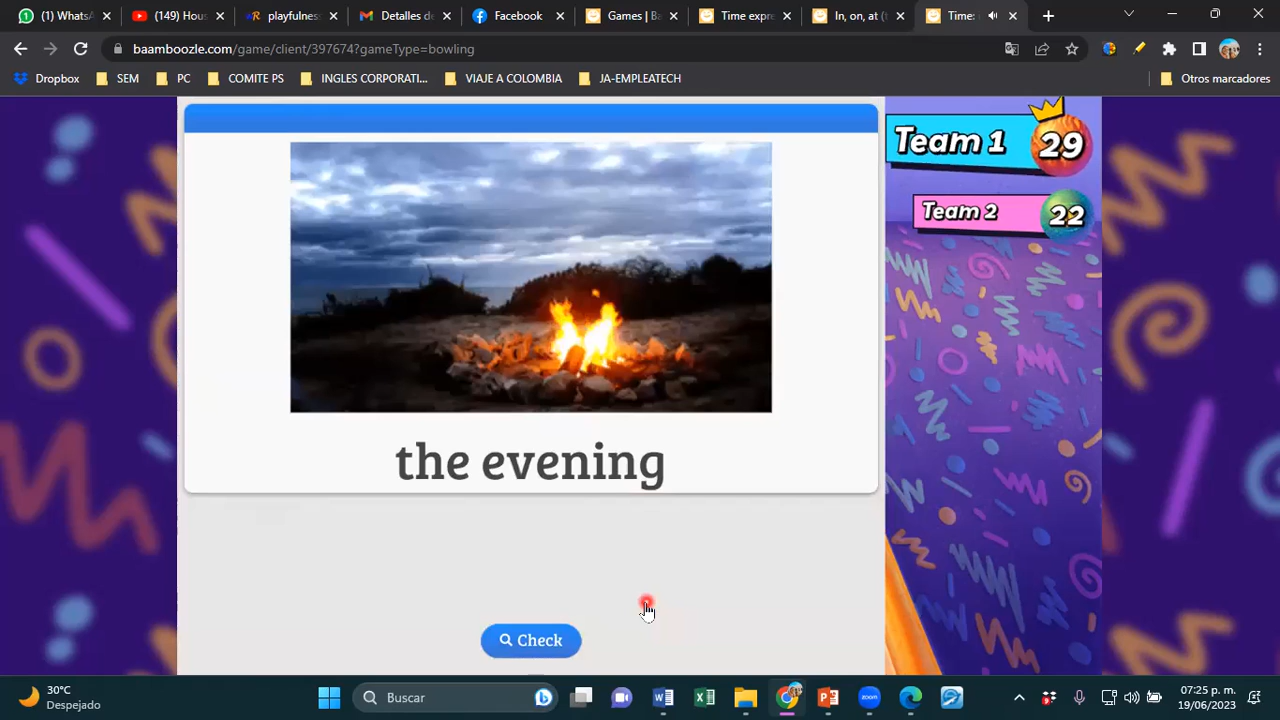 (1) WhatsA
(149) Hous
playfulness
Detalles de
Facebook
Games | Ba
Time expre
In, on, at (t
Time:
baamboozle.com/game/client/397674?gameType=bowling
Dropbox
SEM
PC
COMITE PS
INGLES CORPORATI...
VIAJE A COLOMBIA
JA-EMPLEATECH
Otros marcadores
Team 1
29
Team 2
22
the evening
Check
30°C
Despejado
Buscar
07:25 p. m.
19/06/2023